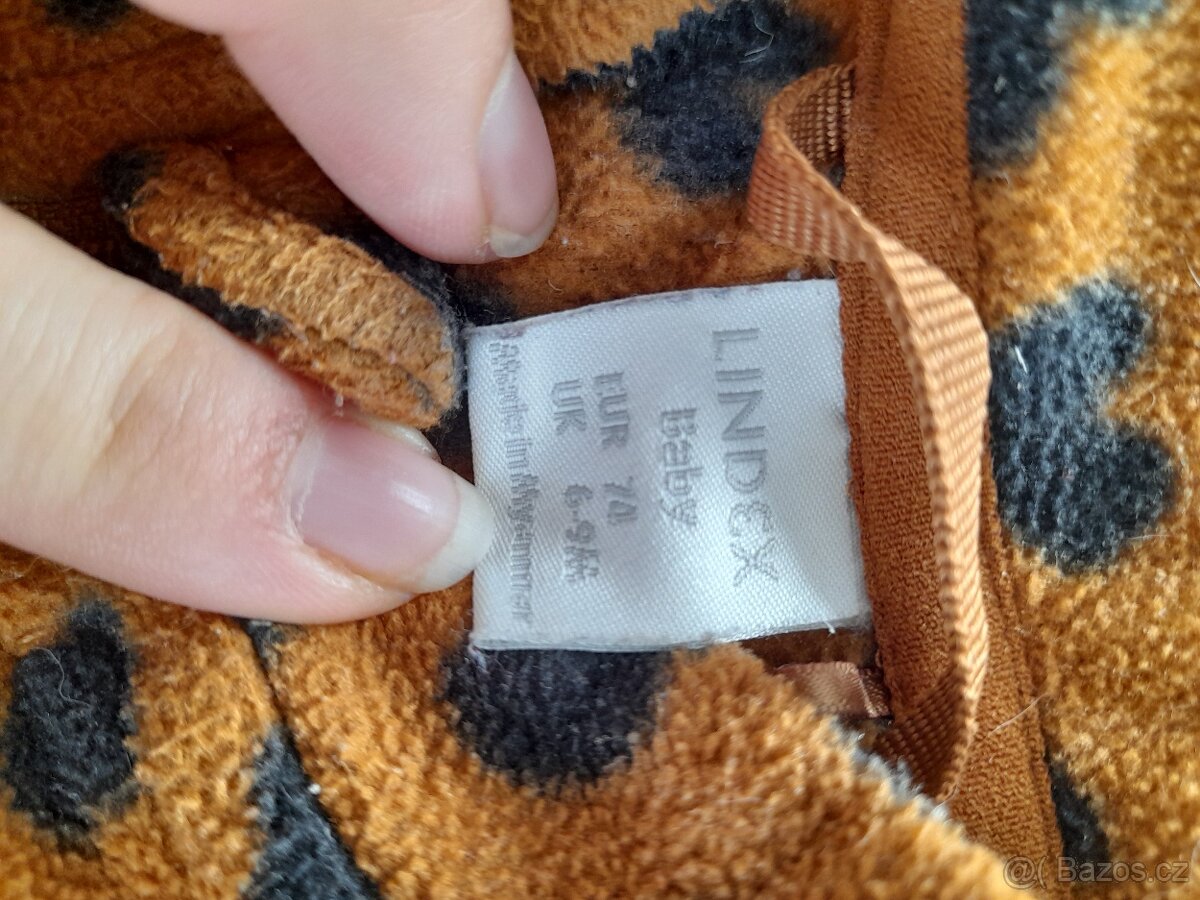 LINDEX
Baby
EUR 74
UK 6-9M
@( Bazos.cz